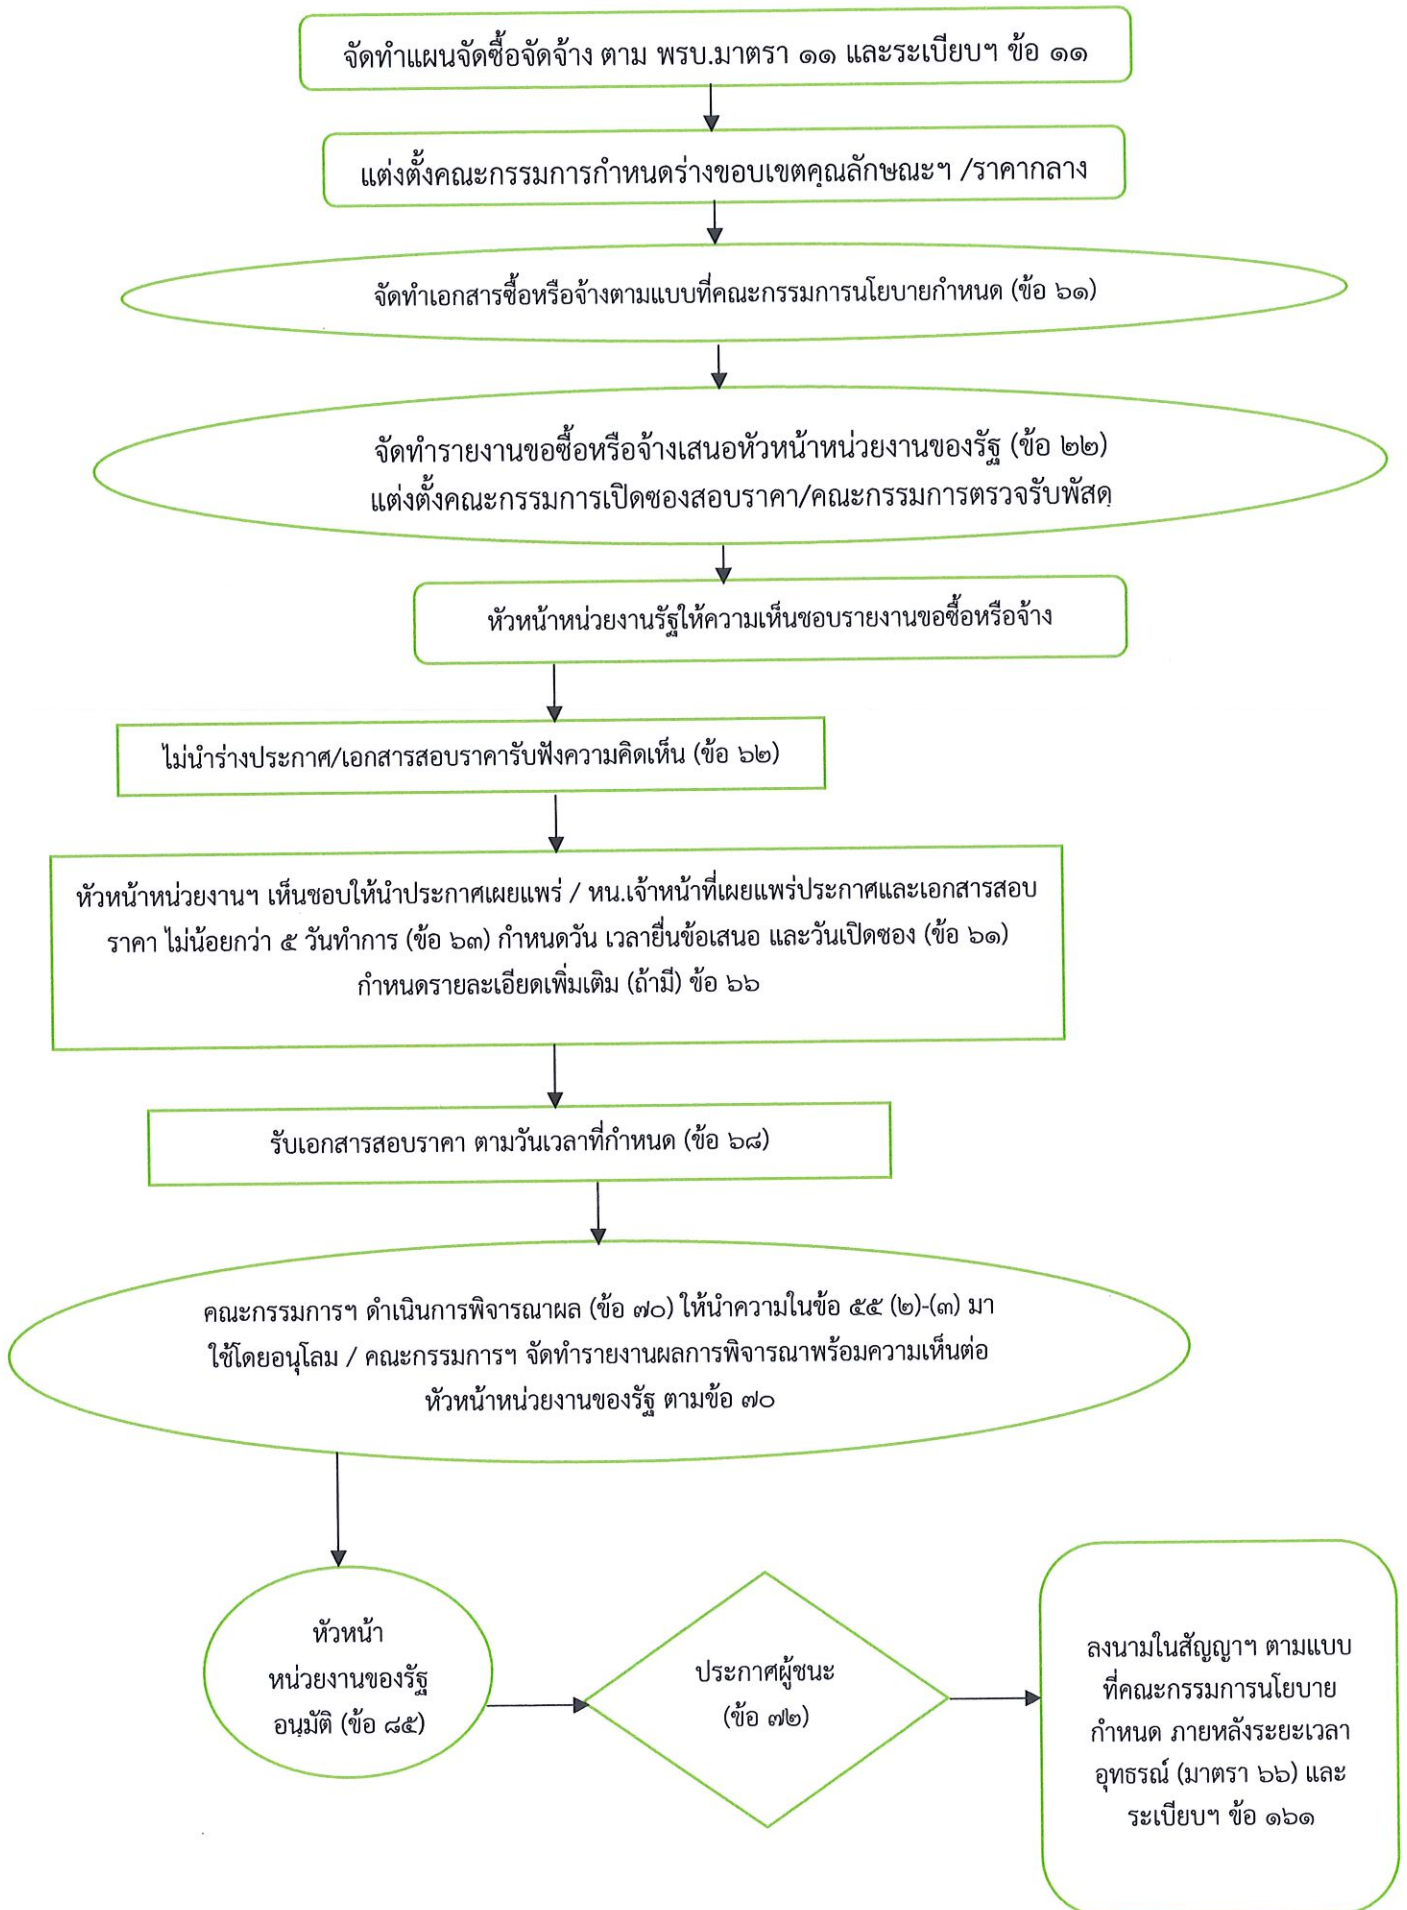 จัดทำแผนจัดซื้อจัดจ้าง ตาม พรบ.มาตรา ๑๑ และระเบียบฯ ข้อ ๑๑
แต่งตั้งคณะกรรมการกำหนดร่างขอบเขตคุณลักษณะฯ /ราคากลาง
จัดทำเอกสารซื้อหรือจ้างตามแบบที่คณะกรรมการนโยบายกำหนด (ข้อ ๖๑)
จัดทำรายงานขอซื้อหรือจ้างเสนอหัวหน้าหน่วยงานของรัฐ (ข้อ ๒๒)
แต่งตั้งคณะกรรมการเปิดซองสอบราคา/คณะกรรมการตรวจรับพัสดุ
หัวหน้าหน่วยงานรัฐให้ความเห็นชอบรายงานขอซื้อหรือจ้าง
ไม่นำร่างประกาศ/เอกสารสอบราคารับฟังความคิดเห็น (ข้อ ๖๒)
หัวหน้าหน่วยงานฯ เห็นชอบให้นำประกาศเผยแพร่ / หน.เจ้าหน้าที่เผยแพร่ประกาศและเอกสารสอบ
ราคา ไม่น้อยกว่า ๕ วันทำการ (ข้อ ๖๓) กำหนดวัน เวลายื่นข้อเสนอ และวันเปิดซอง (ข้อ ๖๑)
กำหนดรายละเอียดเพิ่มเติม (ถ้ามี) ข้อ ๖๖
รับเอกสารสอบราคา ตามวันเวลาที่กำหนด (ข้อ ๖๘)
คณะกรรมการฯ ดำเนินการพิจารณาผล (ข้อ ๗๐) ให้นำความในข้อ ๕๕ (๒)-(๓) มา
ใช้โดยอนุโลม / คณะกรรมการฯ จัดทำรายงานผลการพิจารณาพร้อมความเห็นต่อ
หัวหน้าหน่วยงานของรัฐ ตามข้อ ๗๐
หัวหน้า
หน่วยงานของรัฐ
อนุมัติ (ข้อ ๘๕)
ประกาศผู้ชนะ
(ข้อ ๗๒)
ลงนามในสัญญาฯ ตามแบบ
ที่คณะกรรมการนโยบาย
กำหนด ภายหลังระยะเวลา
อุทธรณ์ (มาตรา ๖๖) และ
ระเบียบฯ ข้อ ๑๖๑